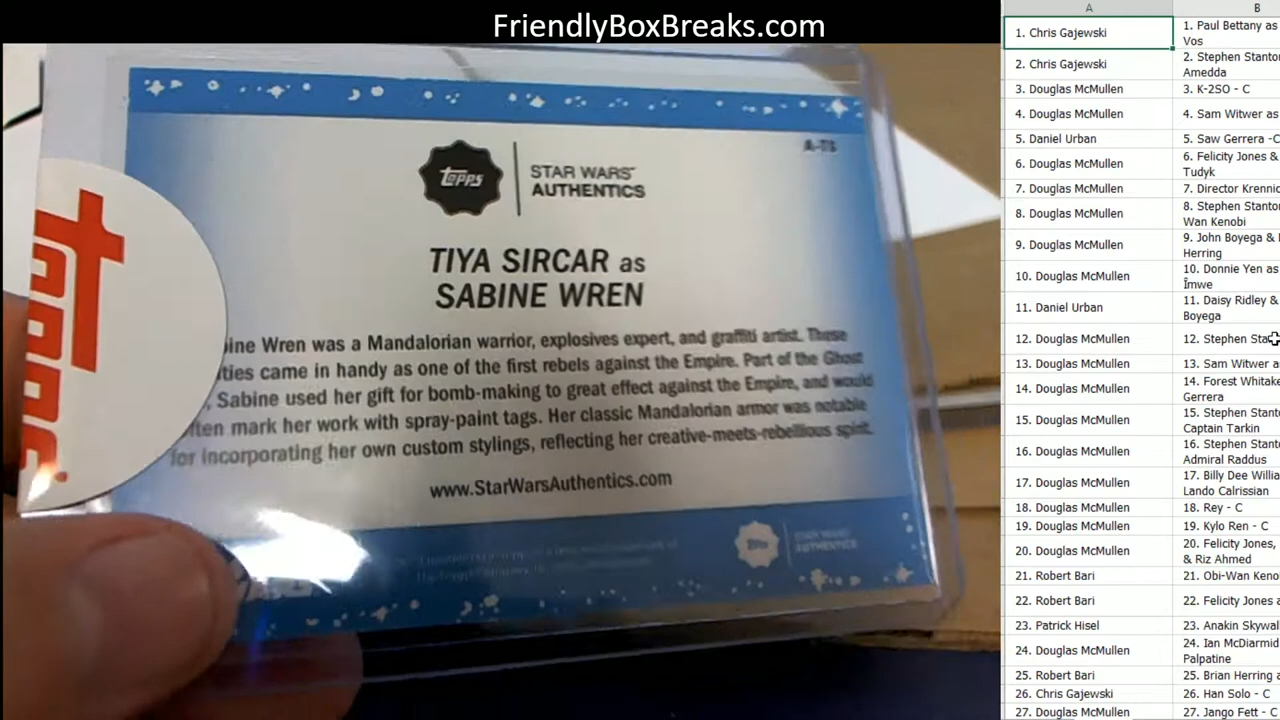 FriendlyBoxBreaks.com
topps
STAR WARS
AUTHENTICS
A-TS
TIYA SIRCAR as
SABINE WREN
ine Wren was a Mandalorian warrior, explosives expert, and graffiti artist. These
ties came in handy as one of the first rebels against the Empire. Part of the Ghost
, Sabine used her gift for bomb-making to great effect against the Empire, and would
ten mark her work with spray-paint tags. Her classic Mandalorian armor was notable
for incorporating her own custom stylings, reflecting her creative-meets-rebellious spirit.
www.StarWarsAuthentics.com
topps
STAR WARS
AUTHENTICS
topps
A B
1. Chris Gajewski 1. Paul Bettany as
Vos
2. Chris Gajewski 2. Stephen Stanto
Amedda
3. Douglas McMullen 3. K-2SO - C
4. Douglas McMullen 4. Sam Witwer as
5. Daniel Urban 5. Saw Gerrera -C
6. Douglas McMullen 6. Felicity Jones &
Tudyk
7. Douglas McMullen 7. Director Krennic
8. Douglas McMullen 8. Stephen Stanto
Wan Kenobi
9. Douglas McMullen 9. John Boyega &
Herring
10. Douglas McMullen 10. Donnie Yen as
Îmwe
11. Daniel Urban 11. Daisy Ridley &
Boyega
12. Douglas McMullen 12. Stephen Sta
13. Douglas McMullen 13. Sam Witwer a
14. Douglas McMullen 14. Forest Whitake
Gerrera
15. Douglas McMullen 15. Stephen Stant
Captain Tarkin
16. Douglas McMullen 16. Stephen Stant
Admiral Raddus
17. Douglas McMullen 17. Billy Dee Willia
Lando Calrissian
18. Douglas McMullen 18. Rey - C
19. Douglas McMullen 19. Kylo Ren - C
20. Douglas McMullen 20. Felicity Jones,
& Riz Ahmed
21. Robert Bari 21. Obi-Wan Keno
22. Robert Bari 22. Felicity Jones a
23. Patrick Hisel 23. Anakin Skywal
24. Douglas McMullen 24. Ian McDiarmid
Palpatine
25. Robert Bari 25. Brian Herring a
26. Chris Gajewski 26. Han Solo - C
27. Douglas McMullen 27. Jango Fett - C